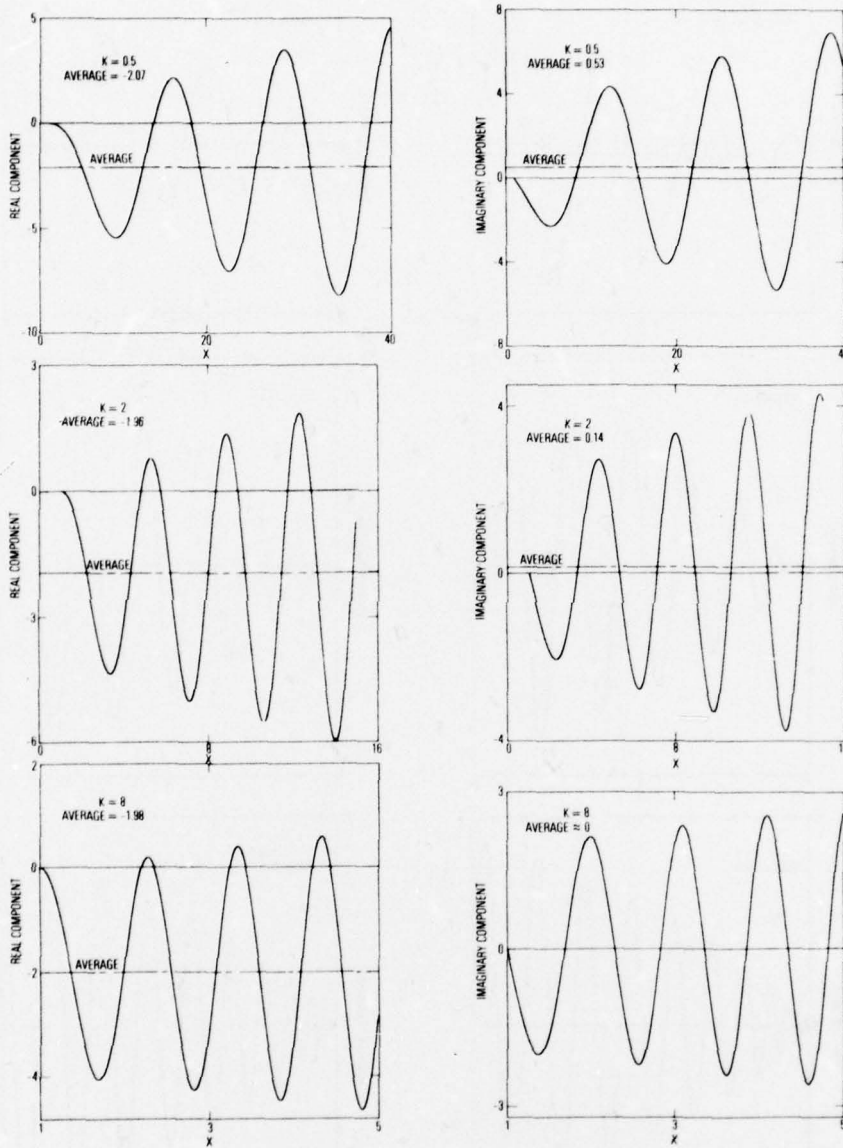 5
K = 0.5
AVERAGE = -2.07
0
AVERAGE
-5
-10
20
40
X
REAL COMPONENT
8
K = 0.5
AVERAGE = 0.53
4
AVERAGE
0
-4
8
0
20
4
X
IMAGINARY COMPONENT
3
K = 2
AVERAGE = -1.96
0
AVERAGE
3
6
0
8
16
X
REAL COMPONENT
4
K = 2
AVERAGE = 0.14
AVERAGE
0
-4
0
8
1
X
IMAGINARY COMPONENT
2
K = 8
AVERAGE = -1.98
0
AVERAGE
-2
-4
1
3
5
X
REAL COMPONENT
3
K = 8
AVERAGE ≈ 0
0
-3
1
3
5
X
IMAGINARY COMPONENT